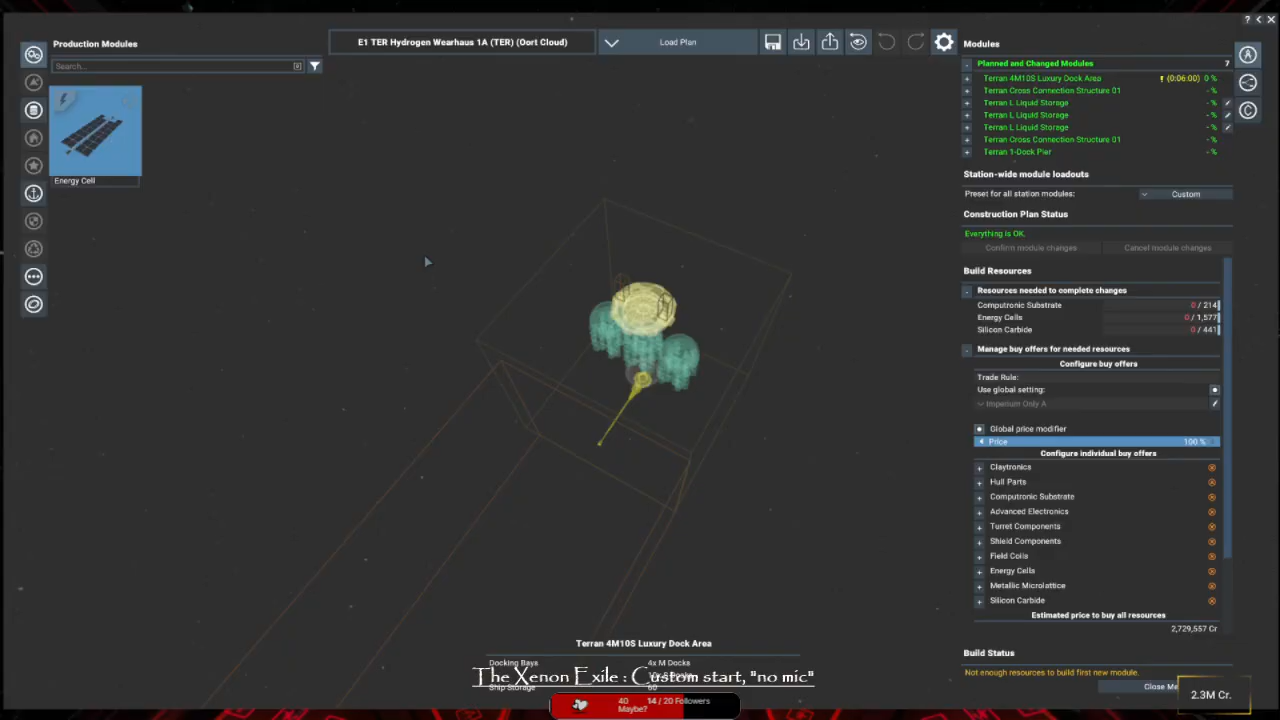 Production Modules
Search...
Energy Cell
E1 TER Hydrogen Wearhaus 1A (TER) (Oort Cloud)
Load Plan
Modules
Planned and Changed Modules 7
Terran 4M10S Luxury Dock Area (0:06:00) 0 %
Terran Cross Connection Structure 01 - %
Terran L Liquid Storage - %
Terran L Liquid Storage - %
Terran L Liquid Storage - %
Terran Cross Connection Structure 01 - %
Terran 1-Dock Pier - %
Station-wide module loadouts
Preset for all station modules: Custom
Construction Plan Status
Everything is OK.
Confirm module changes Cancel module changes
Build Resources
Resources needed to complete changes
Computronic Substrate 0 / 214
Energy Cells 0 / 1,577
Silicon Carbide 0 / 441
Manage buy offers for needed resources
Configure buy offers
Trade Rule:
Use global setting:
Imperium Only A
Global price modifier
Price 100 %
Configure individual buy offers
Claytronics
Hull Parts
Computronic Substrate
Advanced Electronics
Turret Components
Shield Components
Field Coils
Energy Cells
Metallic Microlattice
Silicon Carbide
Estimated price to buy all resources
2,729,557 Cr
Build Status
Not enough resources to build first new module.
Close Me
2.3M Cr.
Terran 4M10S Luxury Dock Area
Docking Bays 4x M Docks
Ship Storage 60
The Xenon Exile : Custom start, "no mic"
40 14 / 20 Followers
Maybe?